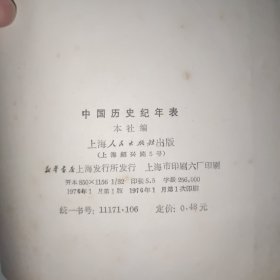 中国历史纪年表
本社编
上海人民出版社出版
(上海绍兴路5号)
新华书店上海发行所发行 上海市印刷六厂印刷
开本 850×1156 1/32 印张 5.5 字数 256,000
1976年1月第1版 1976年1月第1次印刷
统一书号:11171·106 定价:0.48元